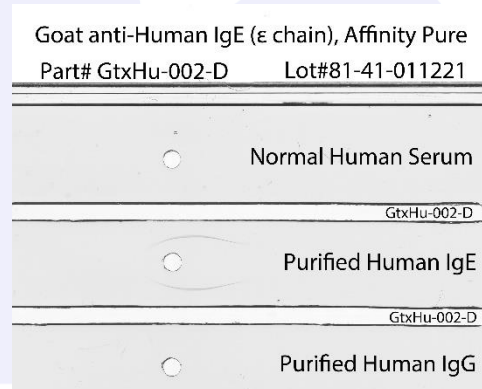 Goat anti-Human IgE (ε chain), Affinity Pure
Part# GtxHu-002-D Lot#81-41-011221
Normal Human Serum
GtxHu-002-D
Purified Human IgE
GtxHu-002-D
Purified Human IgG